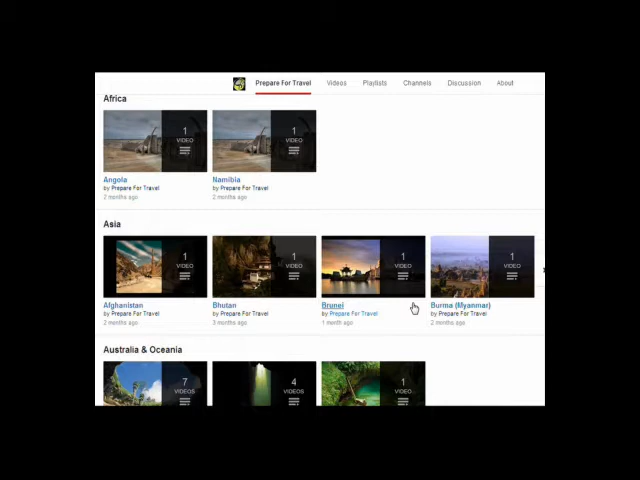 Prepare For Travel Videos Playlists Channels Discussion About
Africa
1 VIDEO
1 VIDEO
Angola
by Prepare For Travel
2 months ago
Namibia
by Prepare For Travel
2 months ago
Asia
1 VIDEO
1 VIDEO
1 VIDEO
1 VIDEO
Afghanistan
by Prepare For Travel
2 months ago
Bhutan
by Prepare For Travel
3 months ago
Brunei
by Prepare For Travel
1 month ago
Burma (Myanmar)
by Prepare For Travel
2 months ago
Australia & Oceania
7 VIDEOS
4 VIDEOS
1 VIDEO